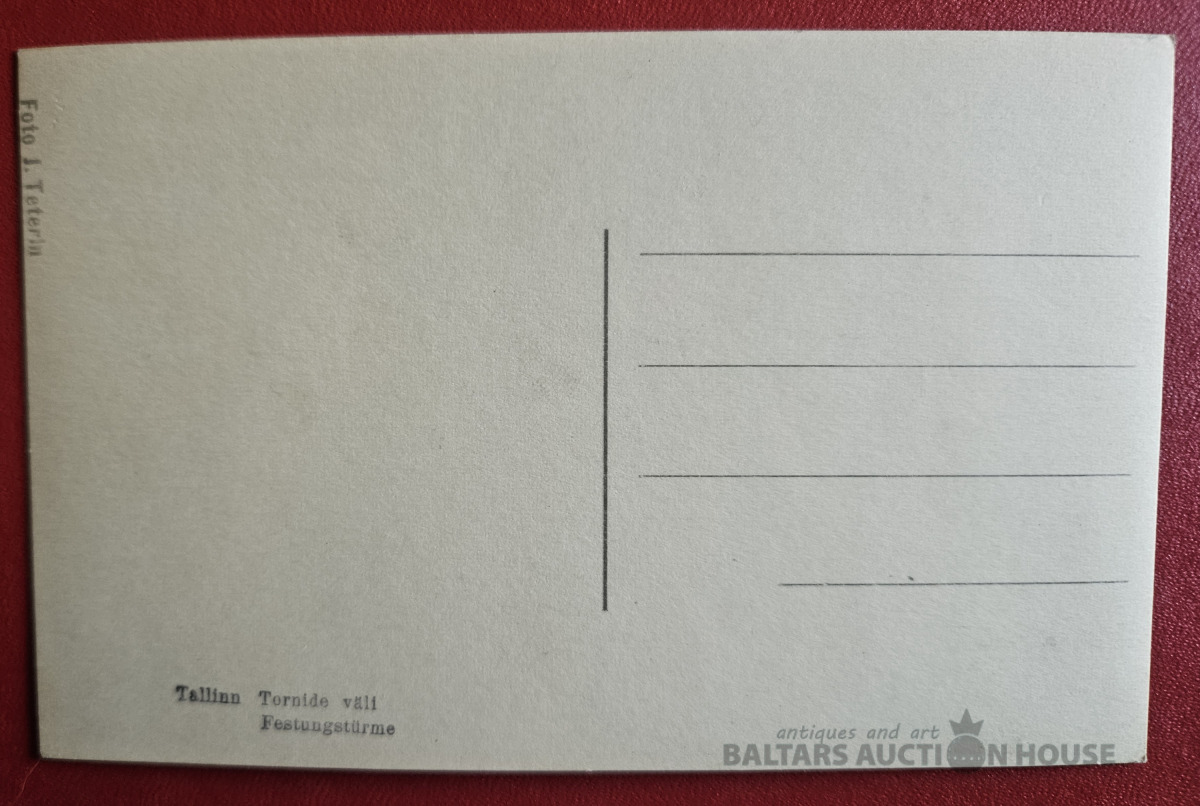 Foto J. Teterin
Tallinn Tornide väli
Festungstürme
antiques and art
BALTARS AUCTION HOUSE